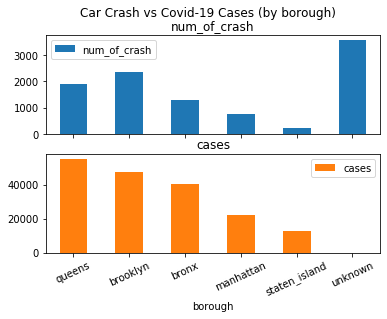 Car Crash vs Covid-19 Cases (by borough)
num_of_crash
num_of_crash
3000
2000
1000
0
cases
cases
40000
20000
0
queens
brooklyn
bronx
manhattan
staten_island
unknown
borough